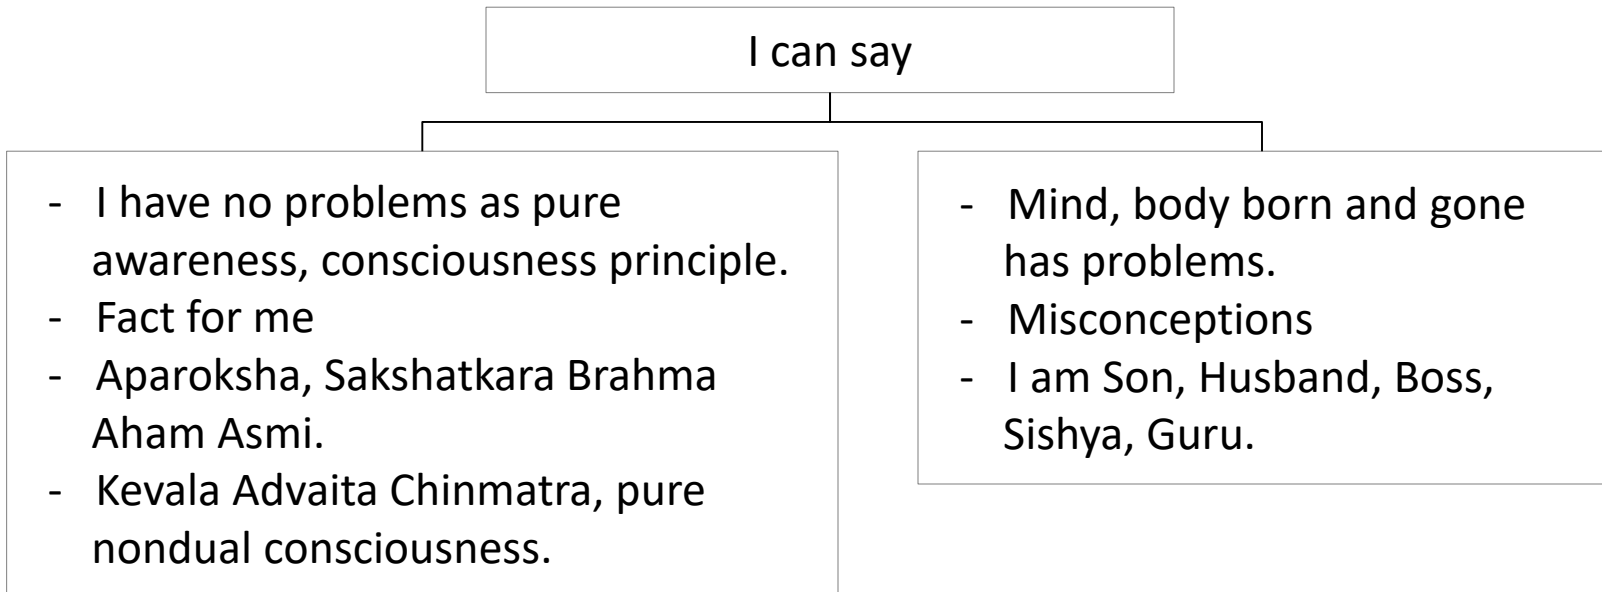 I can say
- I have no problems as pure
awareness, consciousness principle.
- Fact for me
- Aparoksha, Sakshatkara Brahma
Aham Asmi.
- Kevala Advaita Chinmatra, pure
nondual consciousness.
- Mind, body born and gone
has problems.
- Misconceptions
- I am Son, Husband, Boss,
Sishya, Guru.